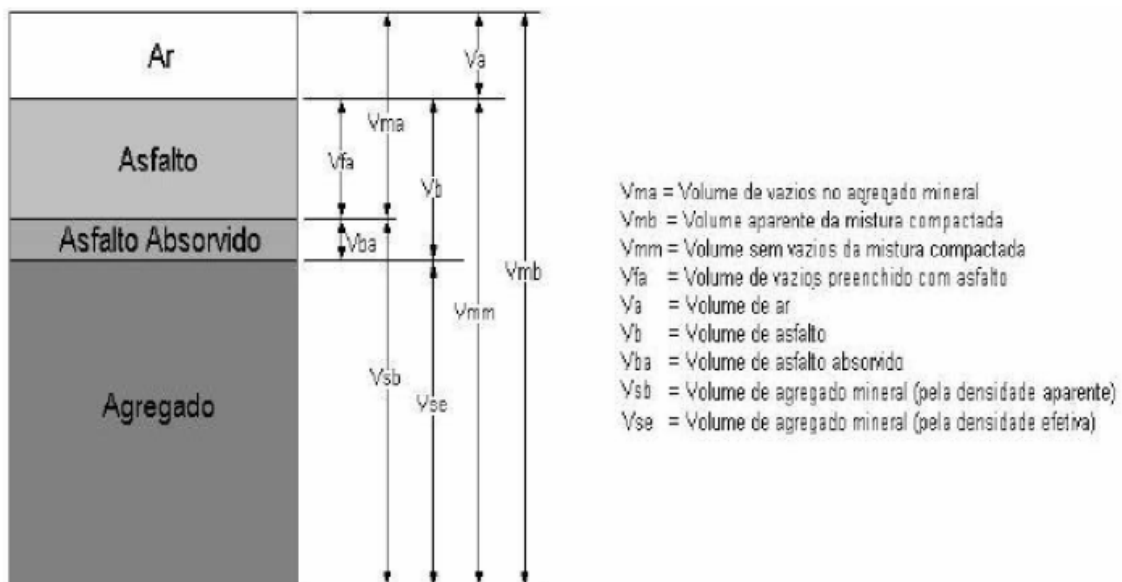 Ar
Asfalto
Asfalto Absorvido
Agregado
Va
Vma
Vfa
Vb
Vba
Vmb
Vmm
Vsb
Vse
Vma = Volume de vazios no agregado mineral
Vmb = Volume aparente da mistura compactada
Vmm = Volume sem vazios da mistura compactada
Vfa = Volume de vazios preenchido com asfalto
Va = Volume de ar
Vb = Volume de asfalto
Vba = Volume de asfalto absorvido
Vsb = Volume de agregado mineral (pela densidade aparente)
Vse = Volume de agregado mineral (pela densidade efetiva)